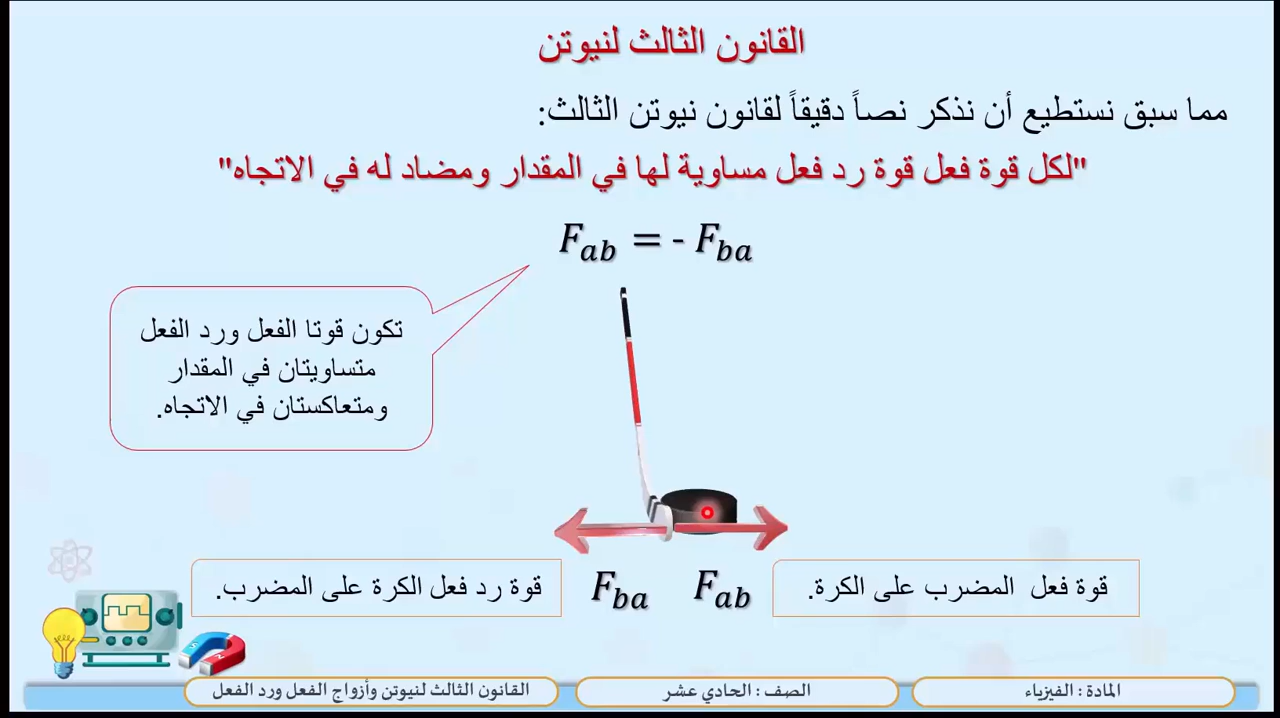 القانون الثالث لنيوتن
مما سبق نستطيع أن نذكر نصاً دقيقاً لقانون نيوتن الثالث:
"لكل قوة فعل قوة رد فعل مساوية لها في المقدار ومضاد له في الاتجاه"
F_ab = - F_ba
تكون قوتا الفعل ورد الفعل
متساويتان في المقدار
ومتعاكستان في الاتجاه.
قوة فعل المضرب على الكرة.
F_ab
F_ba
قوة رد فعل الكرة على المضرب.
المادة : الفيزياء
الصف : الحادي عشر
القانون الثالث لنيوتن وأزواج الفعل ورد الفعل